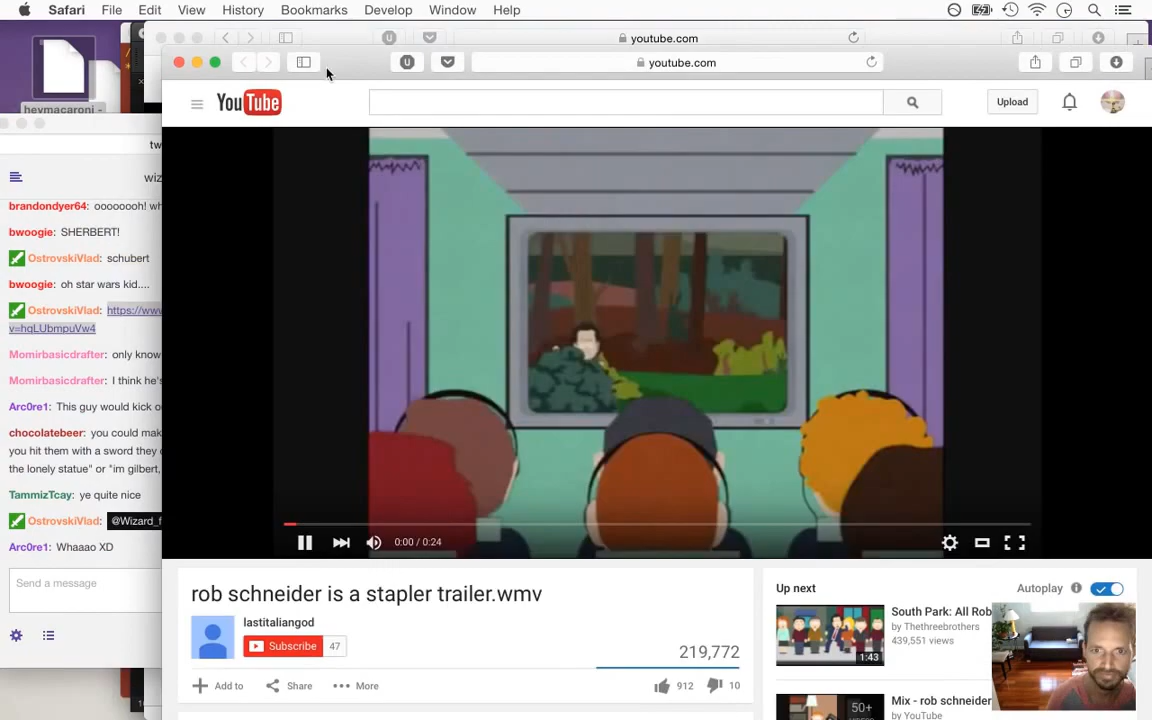 Safari File Edit View History Bookmarks Develop Window Help
youtube.com
youtube.com
heymacaroni -
YouTube
Upload
tw
wiz
brandondyer64: oooooooh! wh
bwoogie: SHERBERT!
OstrovskiVlad: schubert
bwoogie: oh star wars kid....
OstrovskiVlad: https://www
v=hqLUbmpuVw4
Momirbasicdrafter: only know
Momirbasicdrafter: I think he's
Arc0re1: This guy would kick o
chocolatebeer: you could mak
you hit them with a sword they
the lonely statue" or "im gilbert,
TammizTcay: ye quite nice
OstrovskiVlad: @Wizard_f
Arc0re1: Whaaao XD
Send a message
0:00 / 0:24
rob schneider is a stapler trailer.wmv
lastitaliangod
Subscribe 47
219,772
Add to Share More
912 10
Up next Autoplay
South Park: All Rob
by Thethreebrothers
439,551 views
1:43
50+
Mix - rob schneider
by YouTube